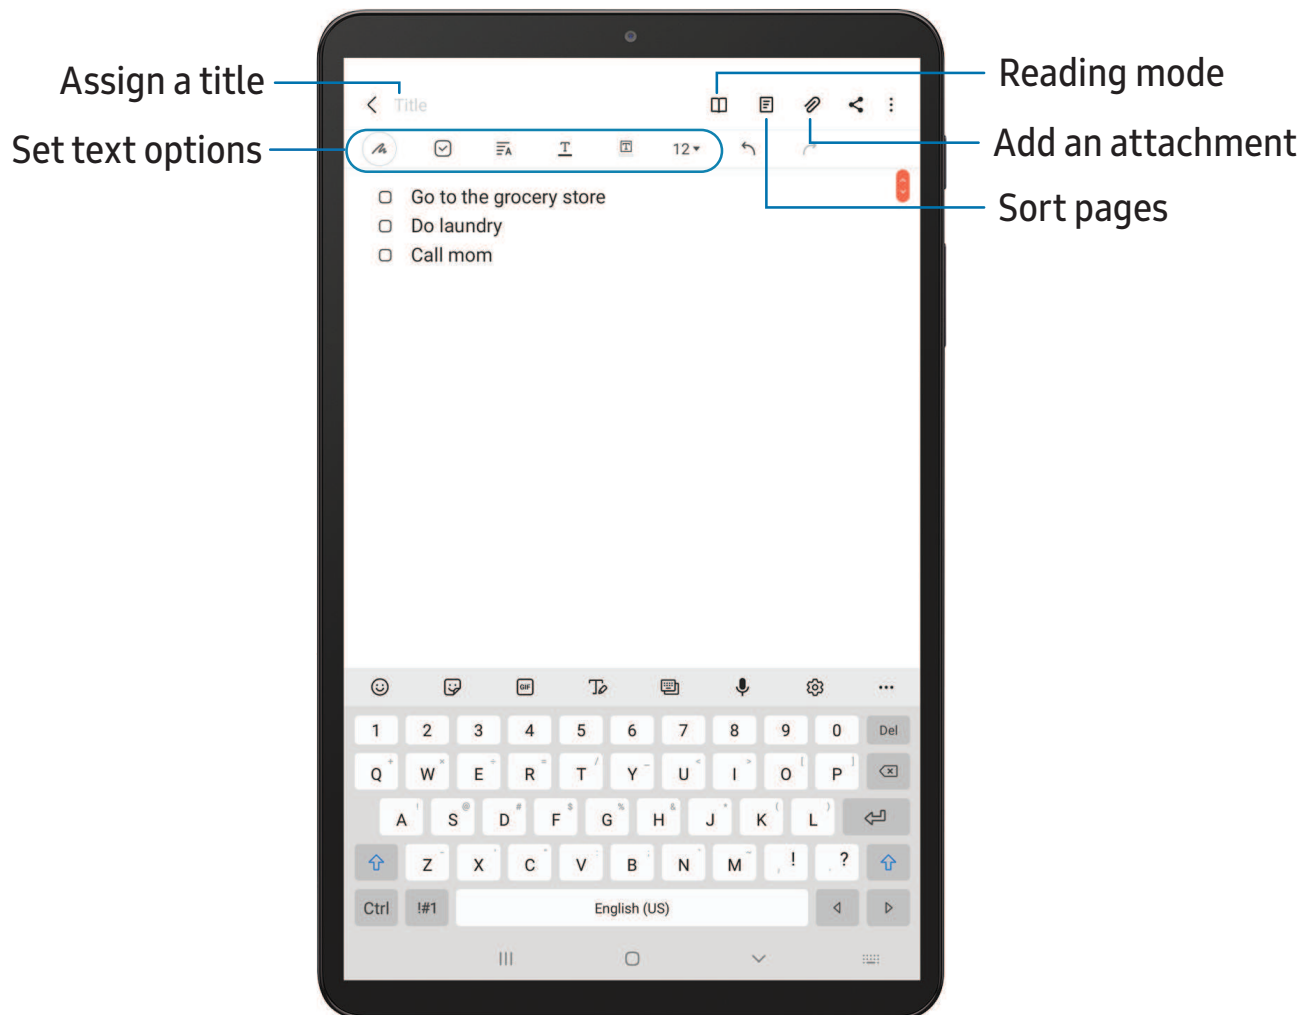 Assign a title
Reading mode
Title
Set text options
Add an attachment
12
Sort pages
Go to the grocery store
Do laundry
Call mom
GIF
1 2 3 4 5 6 7 8 9 0 Del
Q W E R T Y U I O P
A S D F G H J K L
Z X C V B N M , ! . ?
Ctrl !#1 English (US)